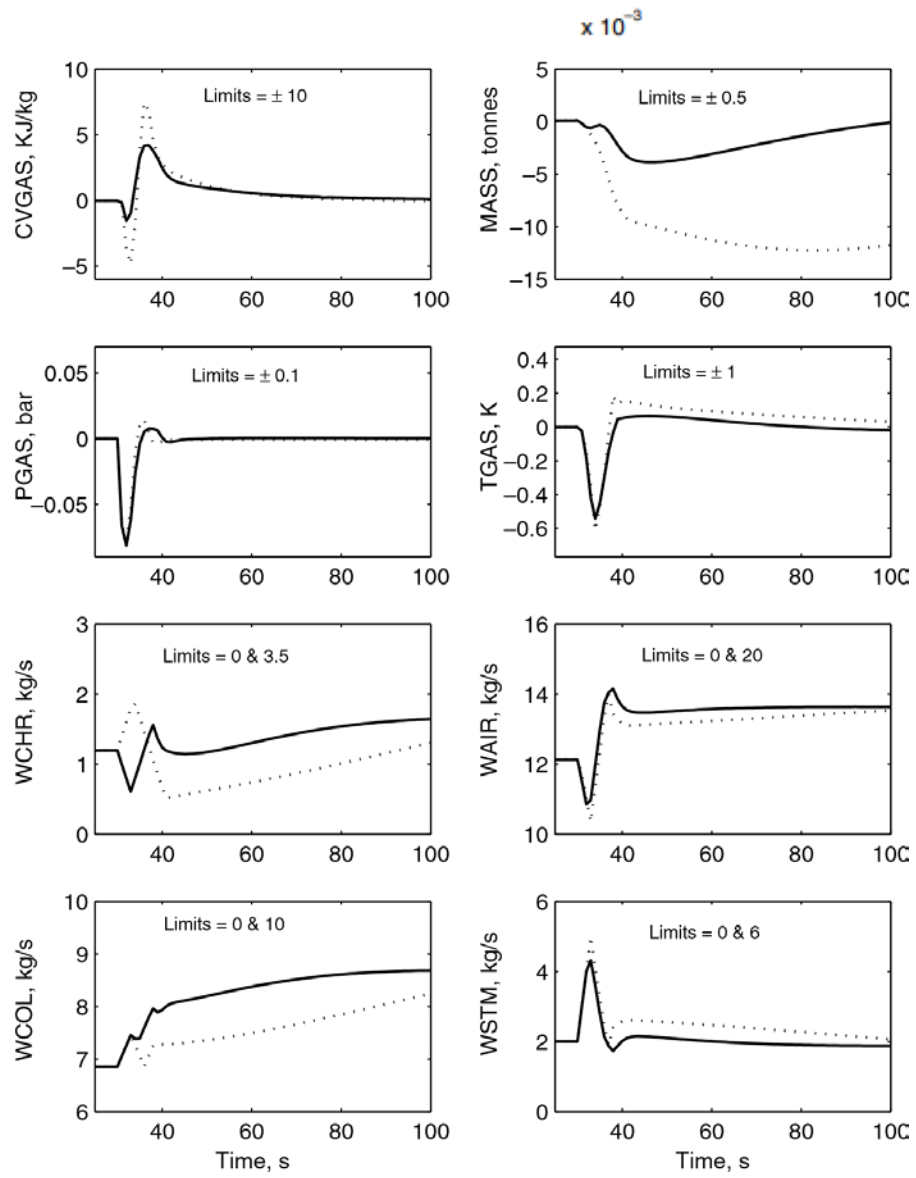 x 10⁻³
10
5
0
−5
CVGAS, KJ/kg
Limits = ± 10
40 60 80 100
5
0
−5
−10
−15
MASS, tonnes
Limits = ± 0.5
40 60 80 100
0.05
0
−0.05
PGAS, bar
Limits = ± 0.1
40 60 80 100
0.4
0.2
0
−0.2
−0.4
−0.6
TGAS, K
Limits = ± 1
40 60 80 100
3
2
1
0
WCHR, kg/s
Limits = 0 & 3.5
40 60 80 100
16
14
12
10
WAIR, kg/s
Limits = 0 & 20
40 60 80 100
10
9
8
7
6
WCOL, kg/s
Limits = 0 & 10
40 60 80 100
Time, s
6
4
2
0
WSTM, kg/s
Limits = 0 & 6
40 60 80 100
Time, s